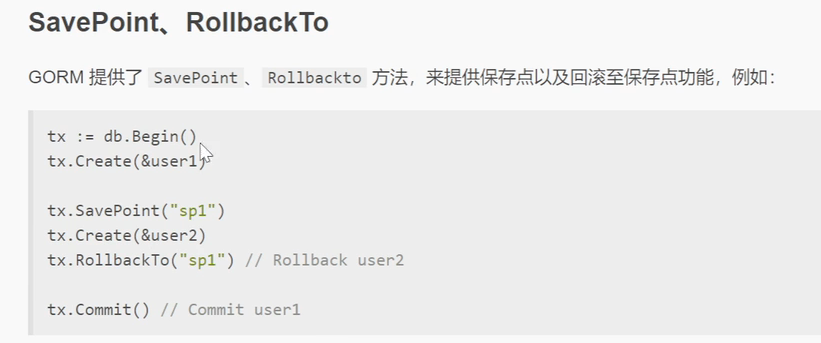 SavePoint、RollbackTo
GORM 提供了 SavePoint、Rollbackto 方法，来提供保存点以及回滚至保存点功能，例如：
tx := db.Begin()
tx.Create(&user1)
tx.SavePoint("sp1")
tx.Create(&user2)
tx.RollbackTo("sp1") // Rollback user2
tx.Commit() // Commit user1